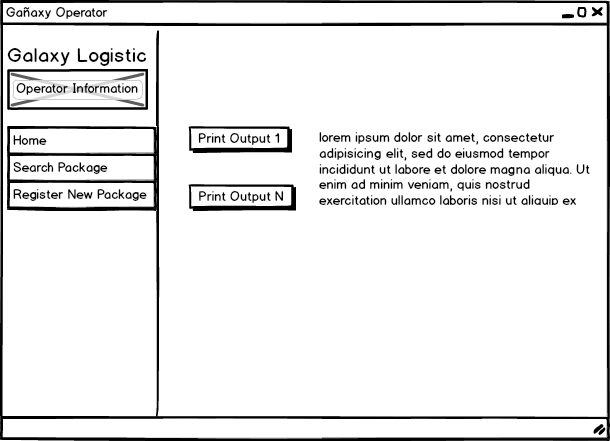 Gañaxy Operator
Galaxy Logistic
Operator Information
Home
Search Package
Register New Package
Print Output 1
Print Output N
lorem ipsum dolor sit amet, consectetur
adipisicing elit, sed do eiusmod tempor
incididunt ut labore et dolore magna aliqua. Ut
enim ad minim veniam, quis nostrud
exercitation ullamco laboris nisi ut aliquip ex